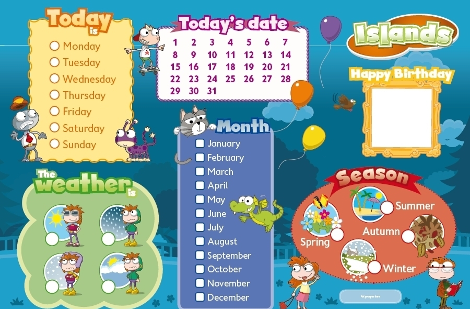 Today
is
Monday
Tuesday
Wednesday
Thursday
Friday
Saturday
Sunday
Today's date
1 2 3 4 5 6 7
8 9 10 11 12 13 14
15 16 17 18 19 20 21
22 23 24 25 26 27 28
29 30 31
Islands
Happy Birthday
Month
January
February
March
April
May
June
July
August
September
October
November
December
The
weather
is
Season
Summer
Spring
Autumn
Winter